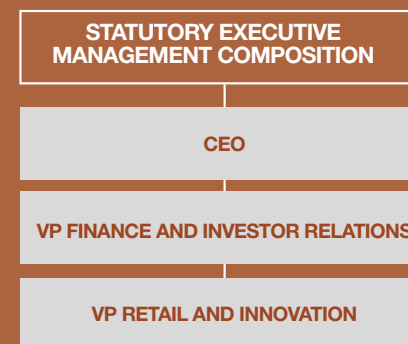 STATUTORY EXECUTIVE
MANAGEMENT COMPOSITION
CEO
VP FINANCE AND INVESTOR RELATIONS
VP RETAIL AND INNOVATION